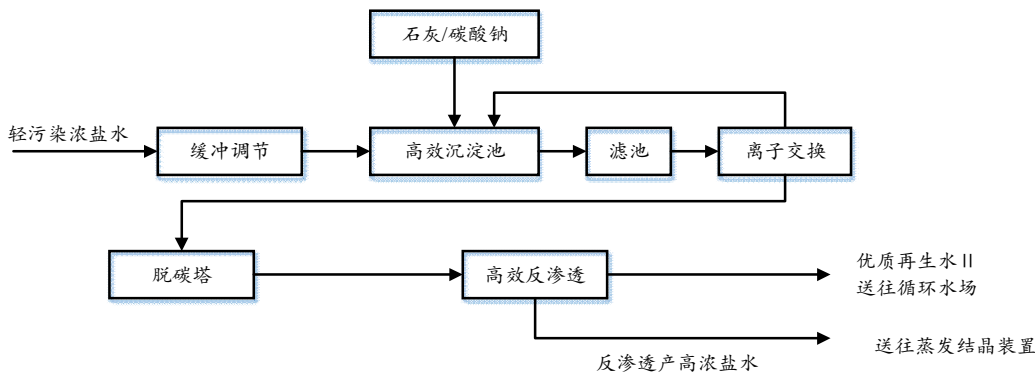 石灰/碳酸钠
轻污染浓盐水
缓冲调节
高效沉淀池
滤池
离子交换
脱碳塔
高效反渗透
优质再生水Ⅱ
送往循环水场
反渗透产高浓盐水
送往蒸发结晶装置